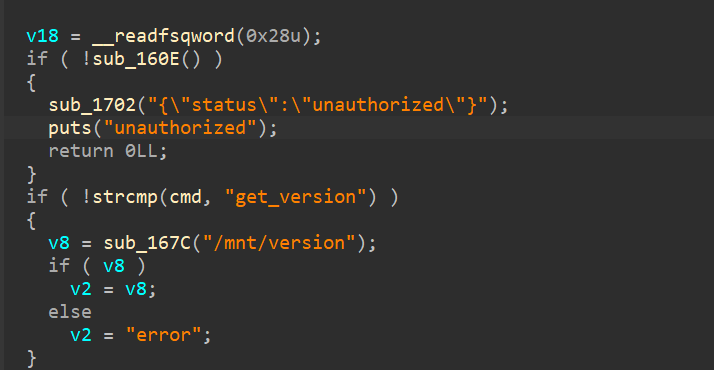 v18 = __readfsqword(0x28u);
if ( !sub_160E() )
{
sub_1702("{\"status\":\"unauthorized\"}");
puts("unauthorized");
return 0LL;
}
if ( !strcmp(cmd, "get_version") )
{
v8 = sub_167C("/mnt/version");
if ( v8 )
v2 = v8;
else
v2 = "error";
}